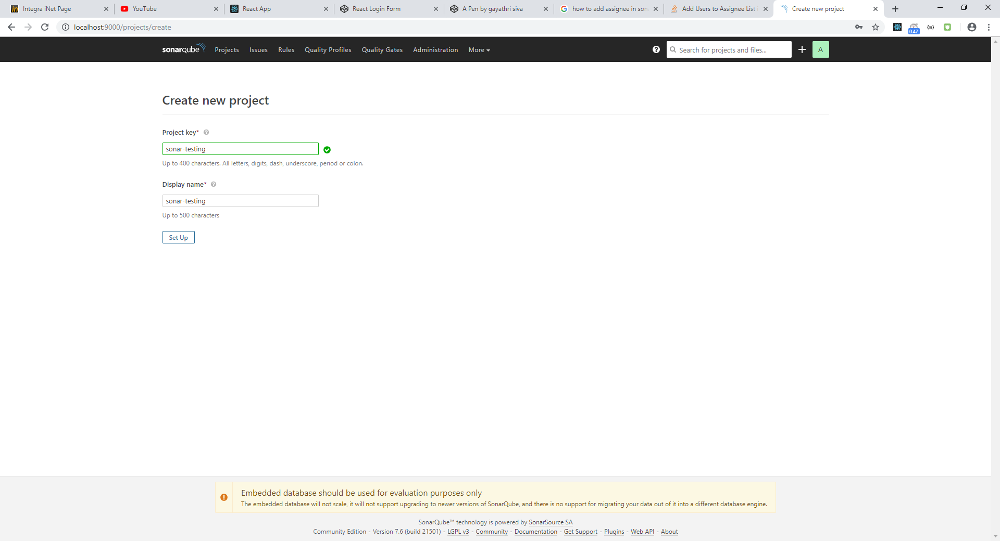 Integra iNet Page
YouTube
React App
React Login Form
A Pen by gayathri siva
how to add assignee in son
Add Users to Assignee List
Create new project
localhost:9000/projects/create
0.47
sonarqube
Projects
Issues
Rules
Quality Profiles
Quality Gates
Administration
More
Search for projects and files...
A
Create new project
Project key*
sonar-testing
Up to 400 characters. All letters, digits, dash, underscore, period or colon.
Display name*
sonar-testing
Up to 500 characters
Set Up
Embedded database should be used for evaluation purposes only
The embedded database will not scale, it will not support upgrading to newer versions of SonarQube, and there is no support for migrating your data out of it into a different database engine.
SonarQube™ technology is powered by SonarSource SA
Community Edition - Version 7.6 (build 21501) - LGPL v3 - Community - Documentation - Get Support - Plugins - Web API - About